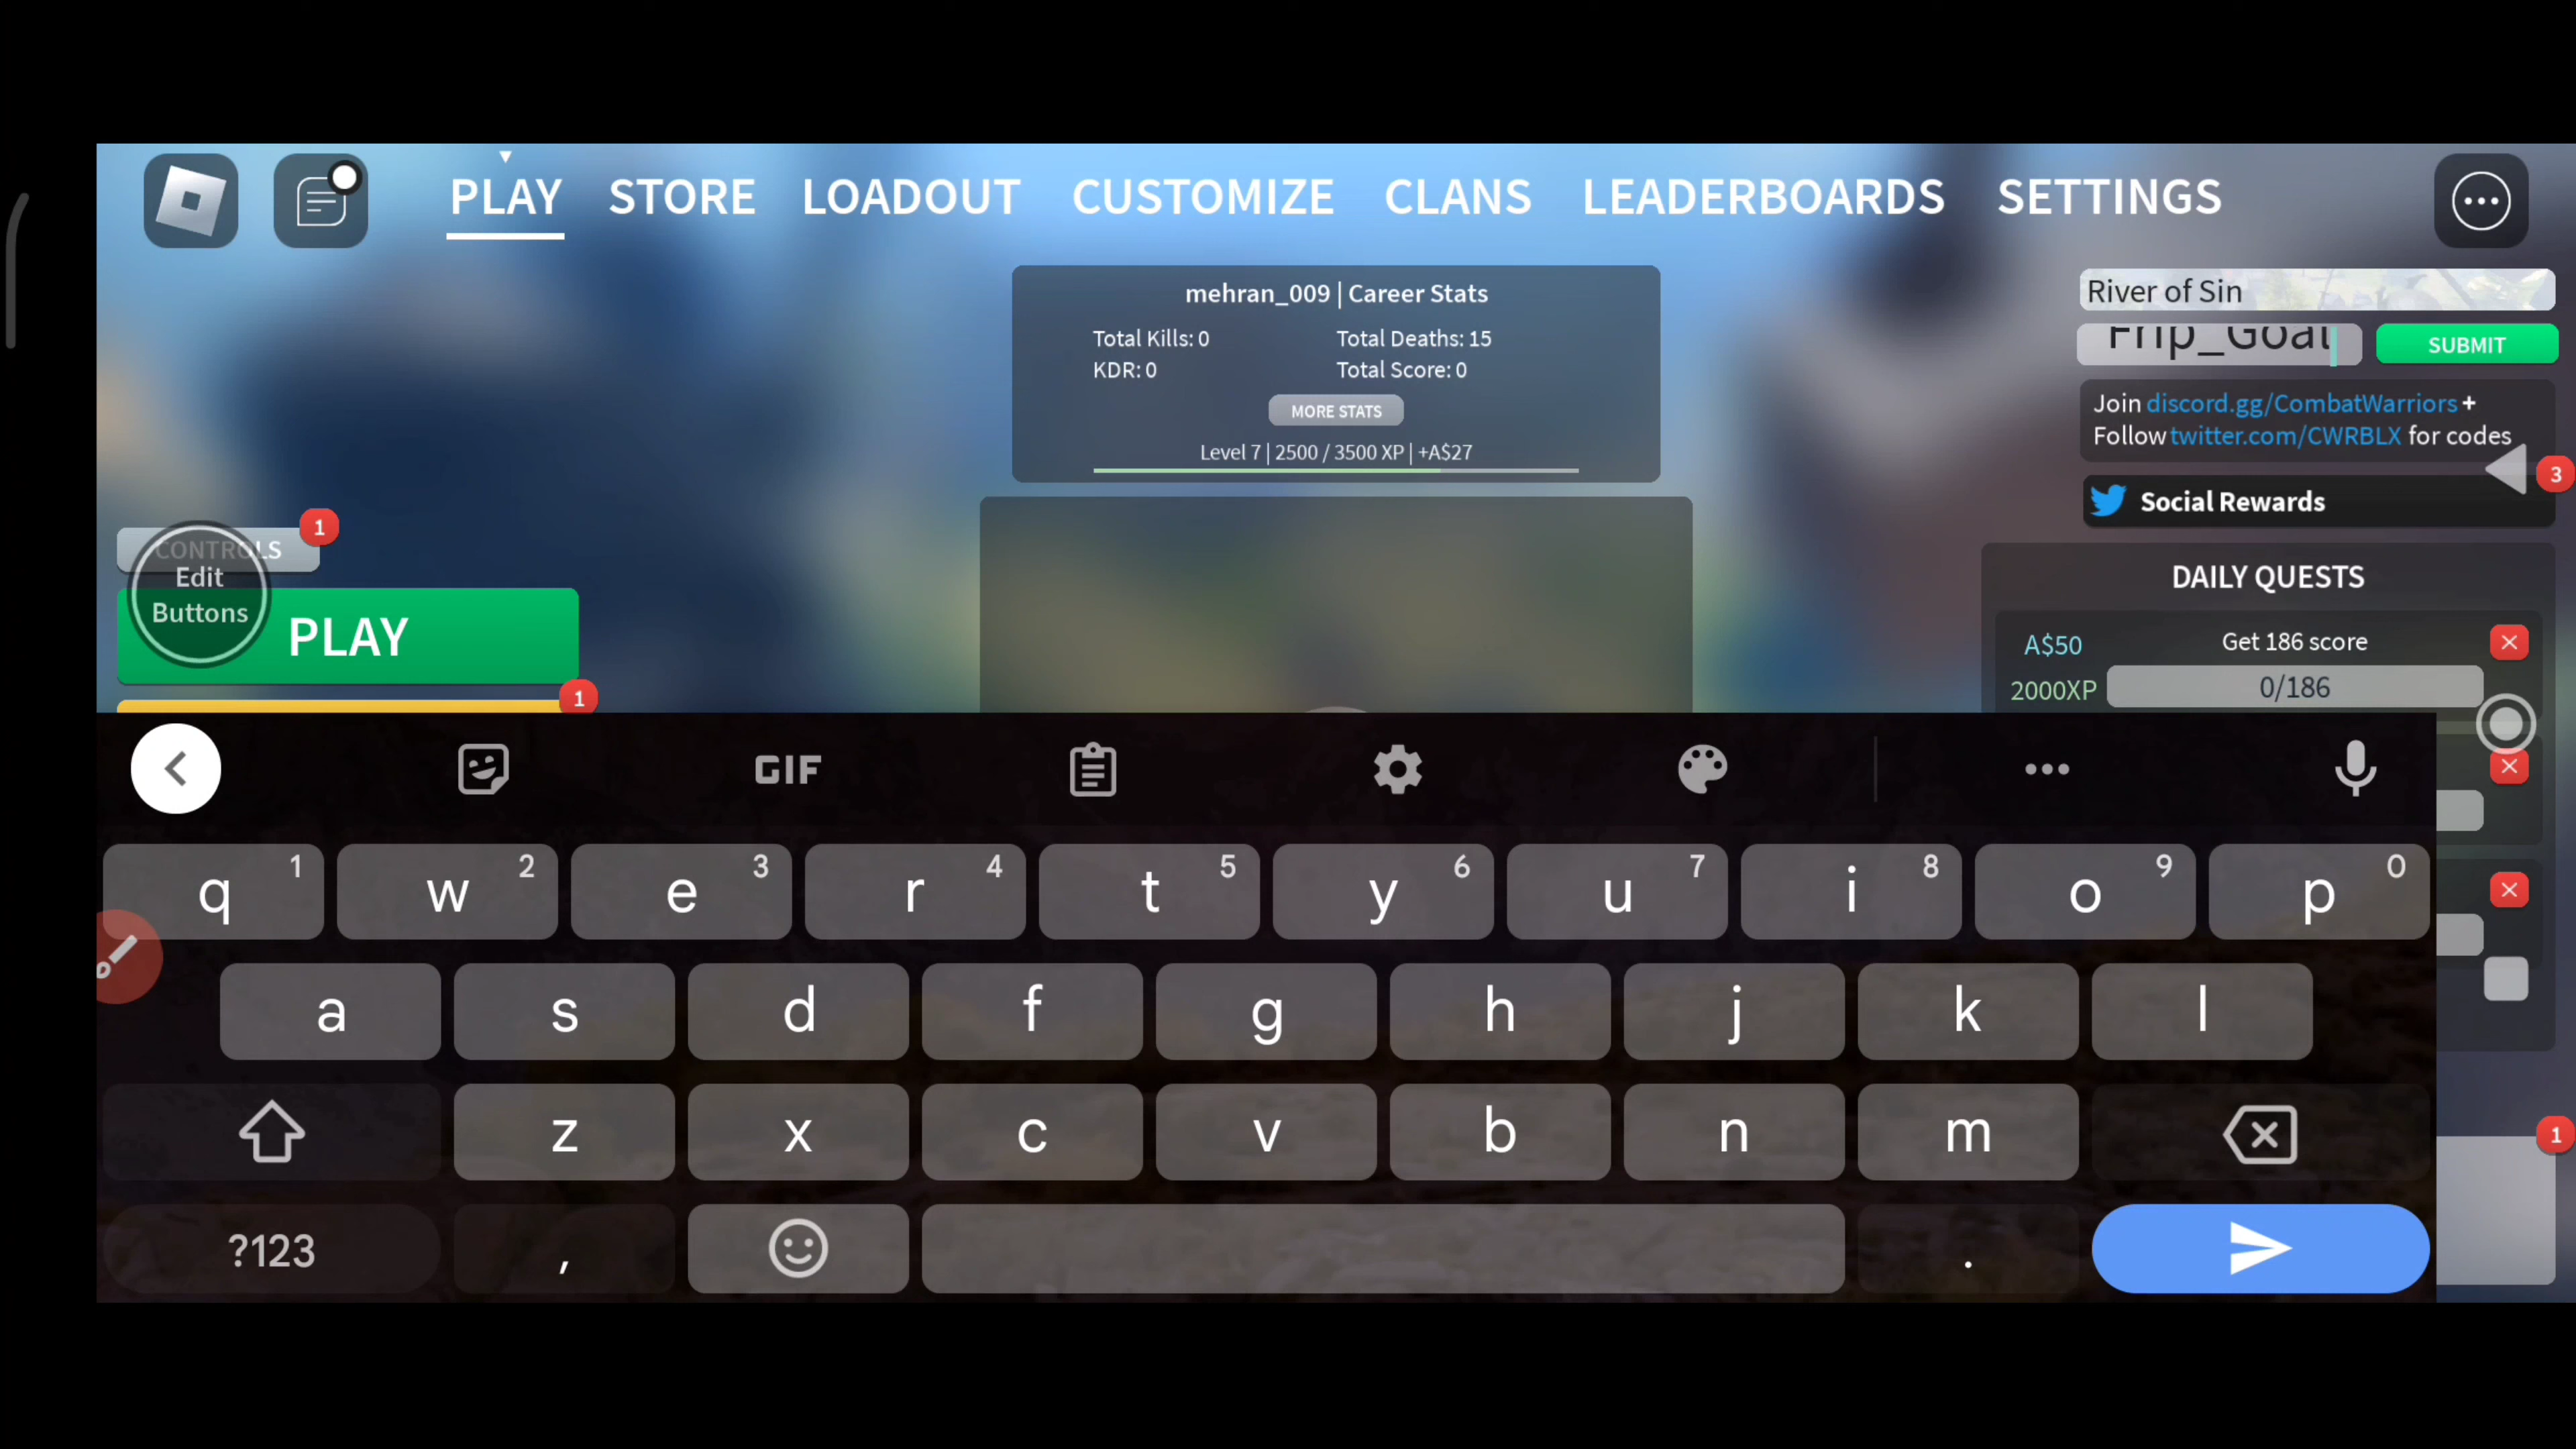 PLAY STORE LOADOUT CUSTOMIZE CLANS LEADERBOARDS SETTINGS
mehran_009 | Career Stats
Total Kills: 0 Total Deaths: 15
KDR: 0 Total Score: 0
MORE STATS
Level 7 | 2500 / 3500 XP | +A$27
River of Sin
SUBMIT
Join discord.gg/CombatWarriors +
Follow twitter.com/CWRBLX for codes
3
Social Rewards
1
CONTROLS
Edit
Buttons
PLAY
1
DAILY QUESTS
A$50 Get 186 score
2000XP 0/186
GIF
q 1 w 2 e 3 r 4 t 5 y 6 u 7 i 8 o 9 p 0
a s d f g h j k l
z x c v b n m
1
?123 , .